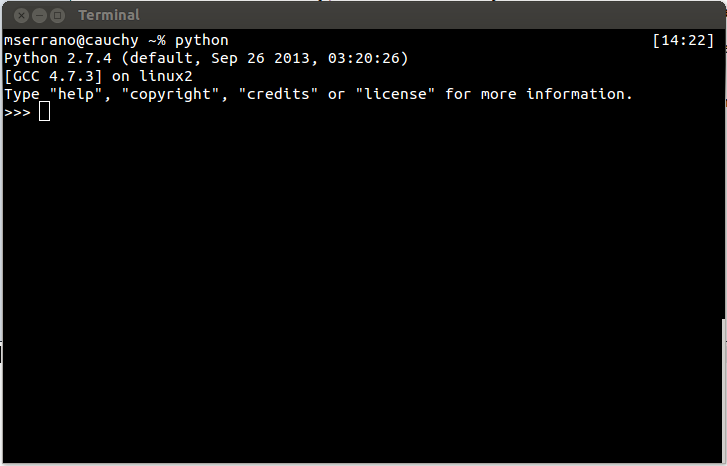 Terminal
mserrano@cauchy ~% python [14:22]
Python 2.7.4 (default, Sep 26 2013, 03:20:26)
[GCC 4.7.3] on linux2
Type "help", "copyright", "credits" or "license" for more information.
>>>